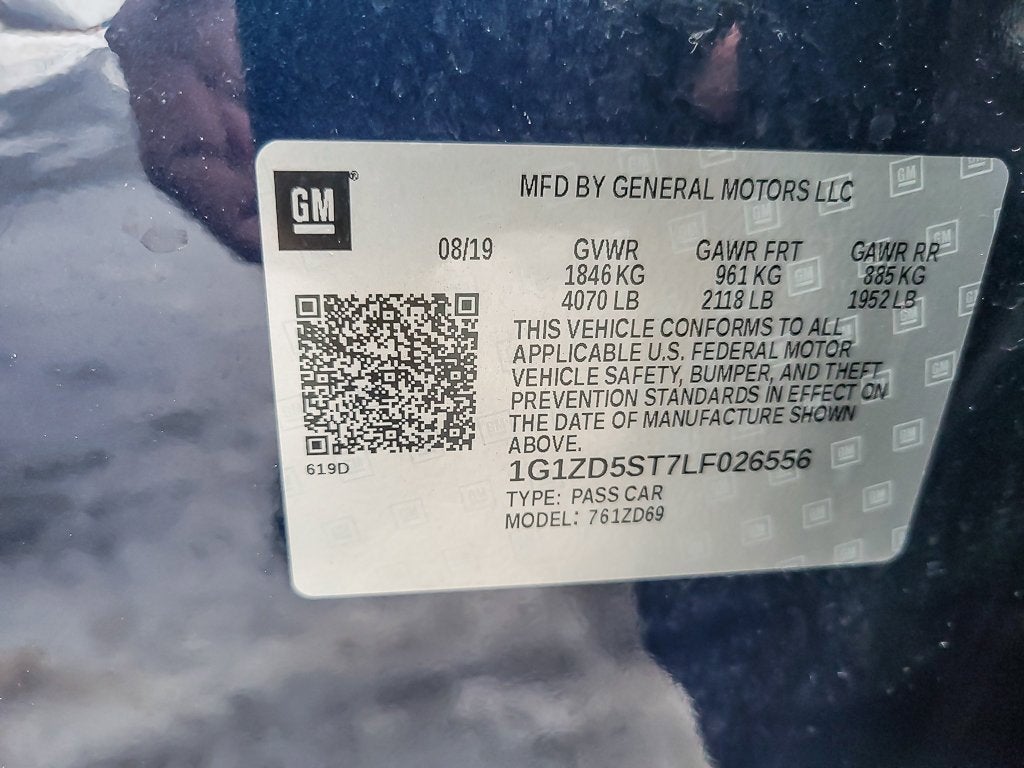 GM
MFD BY GENERAL MOTORS LLC
08/19 GVWR GAWR FRT GAWR RR
1846 KG 961 KG 885 KG
4070 LB 2118 LB 1952 LB
THIS VEHICLE CONFORMS TO ALL
APPLICABLE U.S. FEDERAL MOTOR
VEHICLE SAFETY, BUMPER, AND THEFT
PREVENTION STANDARDS IN EFFECT ON
THE DATE OF MANUFACTURE SHOWN
ABOVE.
619D
1G1ZD5ST7LF026556
TYPE: PASS CAR
MODEL: 761ZD69